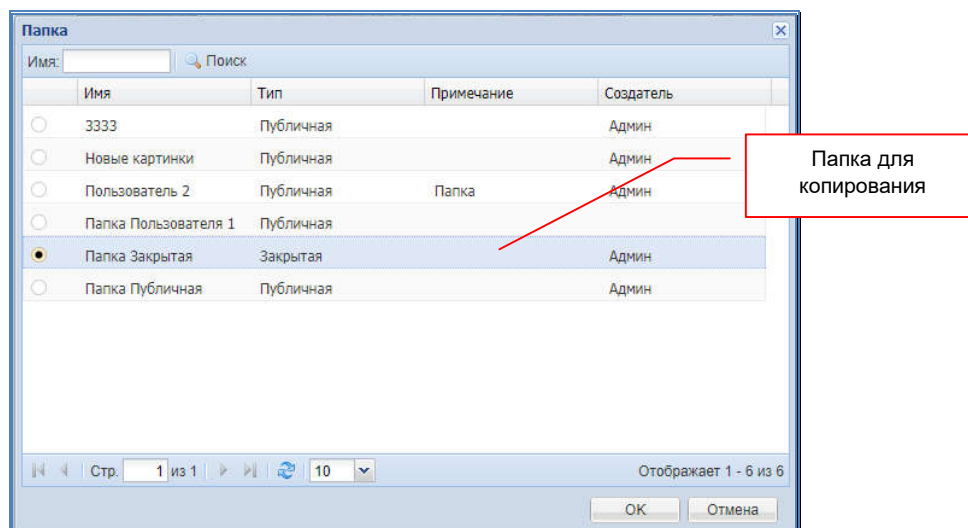 Папка
Имя: Поиск
Имя Тип Примечание Создатель
3333 Публичная Админ
Новые картинки Публичная Админ
Пользователь 2 Публичная Папка Админ
Папка Пользователя 1 Публичная
Папка Закрытая Закрытая Админ
Папка Публичная Публичная Админ
Папка для
копирования
Стр. 1 из 1 10 Отображает 1 - 6 из 6
OK Отмена